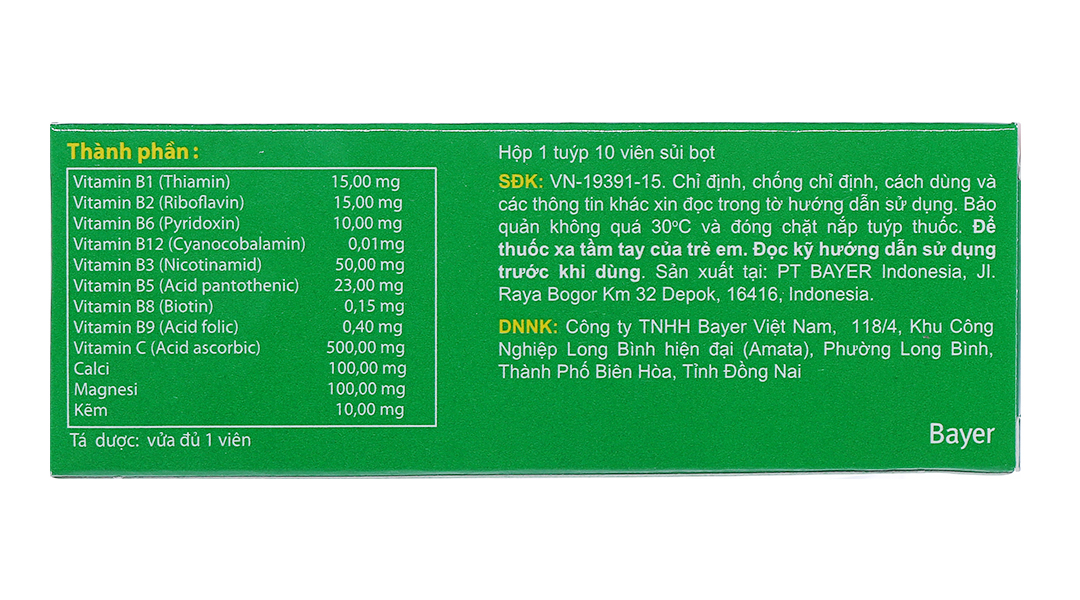 Thành phần :
Vitamin B1 (Thiamin) 15,00 mg
Vitamin B2 (Riboflavin) 15,00 mg
Vitamin B6 (Pyridoxin) 10,00 mg
Vitamin B12 (Cyanocobalamin) 0,01mg
Vitamin B3 (Nicotinamid) 50,00 mg
Vitamin B5 (Acid pantothenic) 23,00 mg
Vitamin B8 (Biotin) 0,15 mg
Vitamin B9 (Acid folic) 0,40 mg
Vitamin C (Acid ascorbic) 500,00 mg
Calci 100,00 mg
Magnesi 100,00 mg
Kẽm 10,00 mg
Tá dược: vừa đủ 1 viên
Hộp 1 tuýp 10 viên sủi bọt
SĐK: VN-19391-15. Chỉ định, chống chỉ định, cách dùng và
các thông tin khác xin đọc trong tờ hướng dẫn sử dụng. Bảo
quản không quá 30ºC và đóng chặt nắp tuýp thuốc. Để
thuốc xa tầm tay của trẻ em. Đọc kỹ hướng dẫn sử dụng
trước khi dùng. Sản xuất tại: PT BAYER Indonesia, Jl.
Raya Bogor Km 32 Depok, 16416, Indonesia.
DNNK: Công ty TNHH Bayer Việt Nam, 118/4, Khu Công
Nghiệp Long Bình hiện đại (Amata), Phường Long Bình,
Thành Phố Biên Hòa, Tỉnh Đồng Nai
Bayer